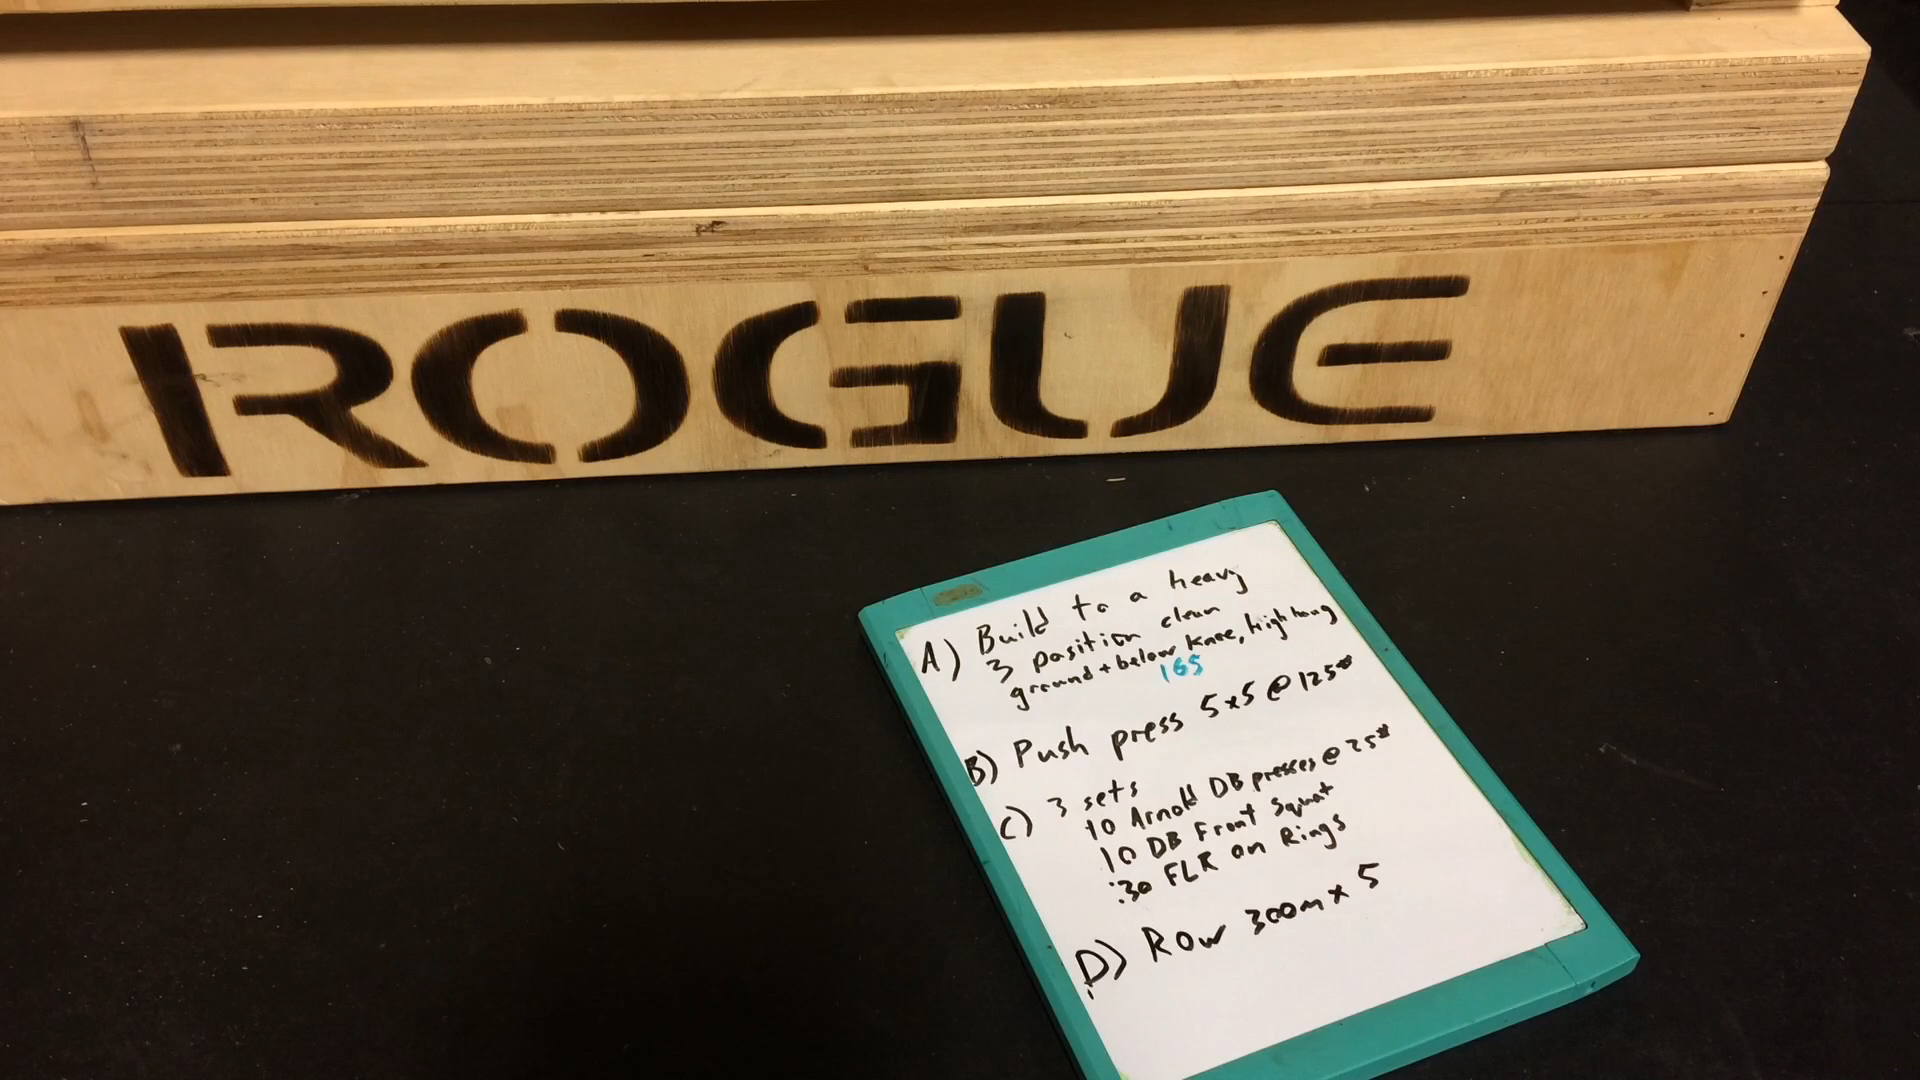 ROGUE
A) Build to a heavy
3 position clean
ground + below knee, high hang
165
B) Push press 5x5 @ 125#
C) 3 sets
10 Arnold DB presses @ 25#
10 DB Front Squat
:30 FLR on Rings
D) Row 300m x 5